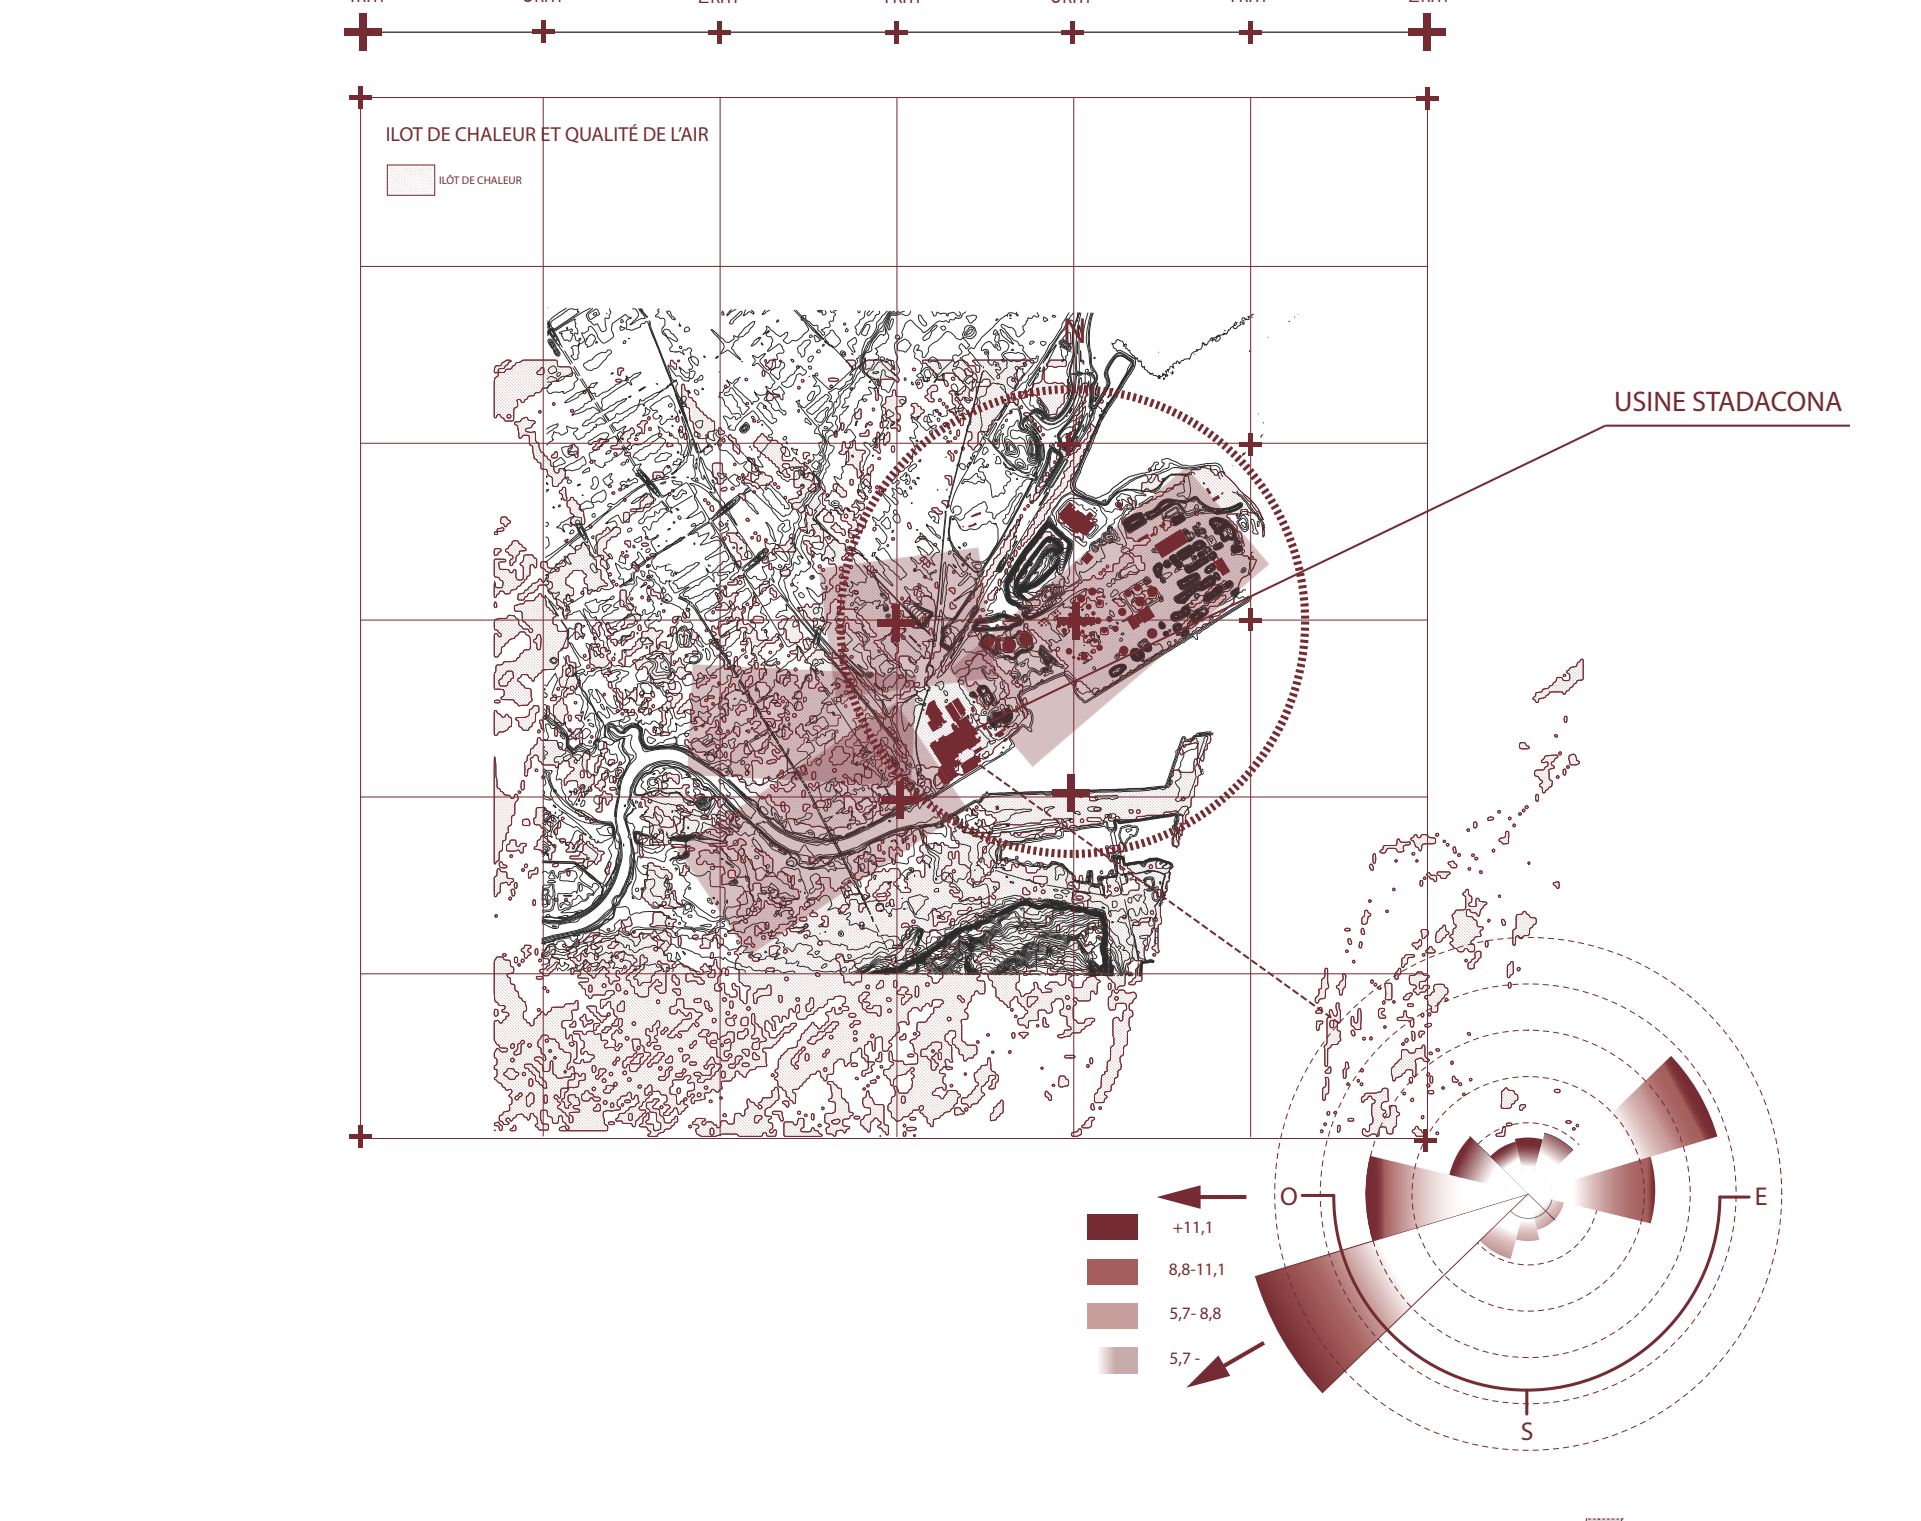 ILOT DE CHALEUR ET QUALITÉ DE L'AIR
ILÔT DE CHALEUR
N
USINE STADACONA
O
E
S
+11,1
8,8-11,1
5,7- 8,8
5,7 -